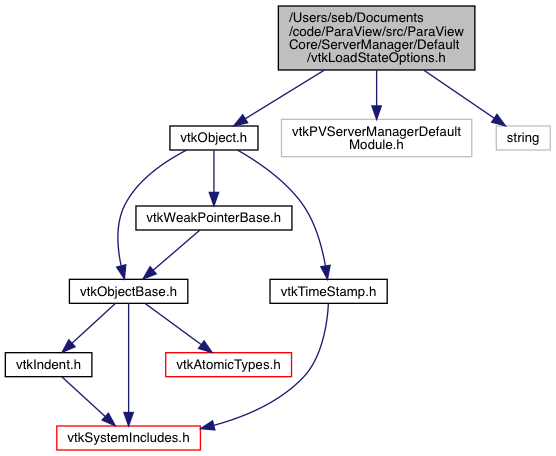 /Users/seb/Documents
/code/ParaView/src/ParaView
Core/ServerManager/Default
/vtkLoadStateOptions.h
vtkObject.h
vtkPVServerManagerDefault
Module.h
string
vtkWeakPointerBase.h
vtkObjectBase.h
vtkTimeStamp.h
vtkIndent.h
vtkAtomicTypes.h
vtkSystemIncludes.h